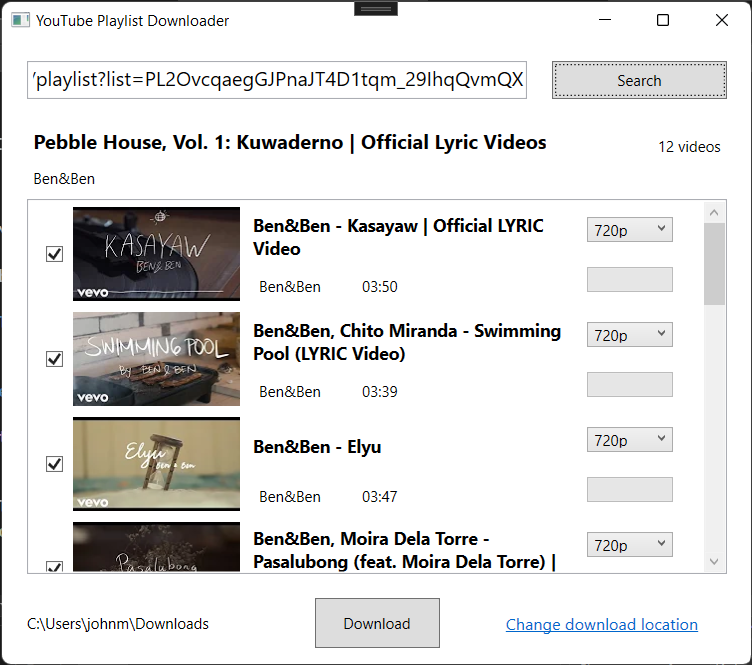 YouTube Playlist Downloader
/playlist?list=PL2OvcqaegGJPnaJT4D1tqm_29IhqQvmQX
Search
Pebble House, Vol. 1: Kuwaderno | Official Lyric Videos
12 videos
Ben&Ben
KASAYAW
BEN & BEN
vevo
Ben&Ben - Kasayaw | Official LYRIC
Video
Ben&Ben 03:50
720p
SWIMMING POOL
By BEN & BEN
vevo
Ben&Ben, Chito Miranda - Swimming
Pool (LYRIC Video)
Ben&Ben 03:39
720p
Elyu
Ben & Ben
vevo
Ben&Ben - Elyu
Ben&Ben 03:47
720p
Pasalubong
Ben&Ben, Moira Dela Torre -
Pasalubong (feat. Moira Dela Torre) |
720p
C:\Users\johnm\Downloads
Download
Change download location